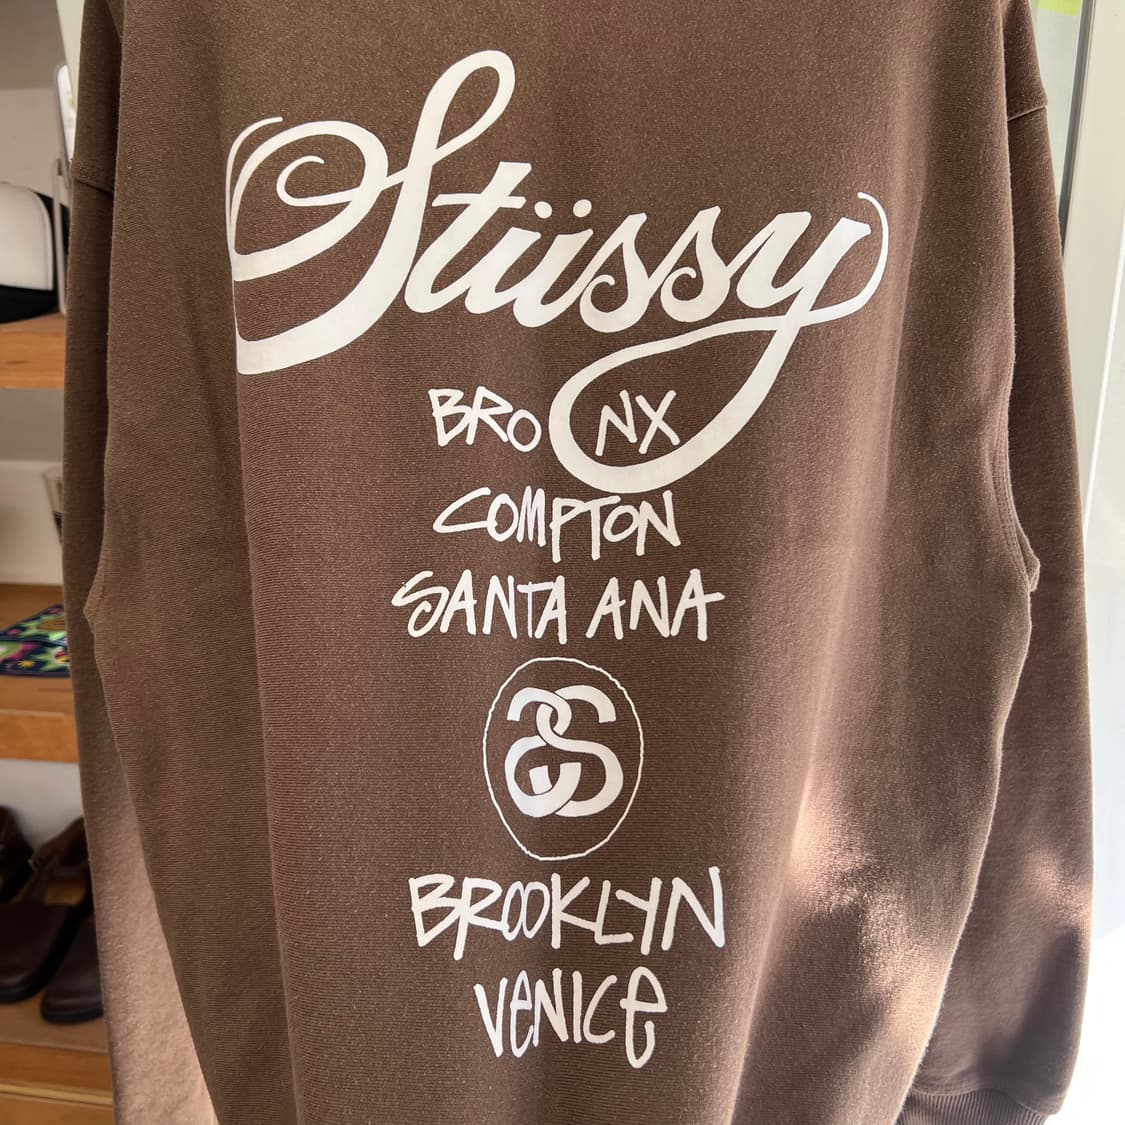 Stüssy
BRONX
COMPTON
SANTA ANA
SS
BROOKLYN
VENICE